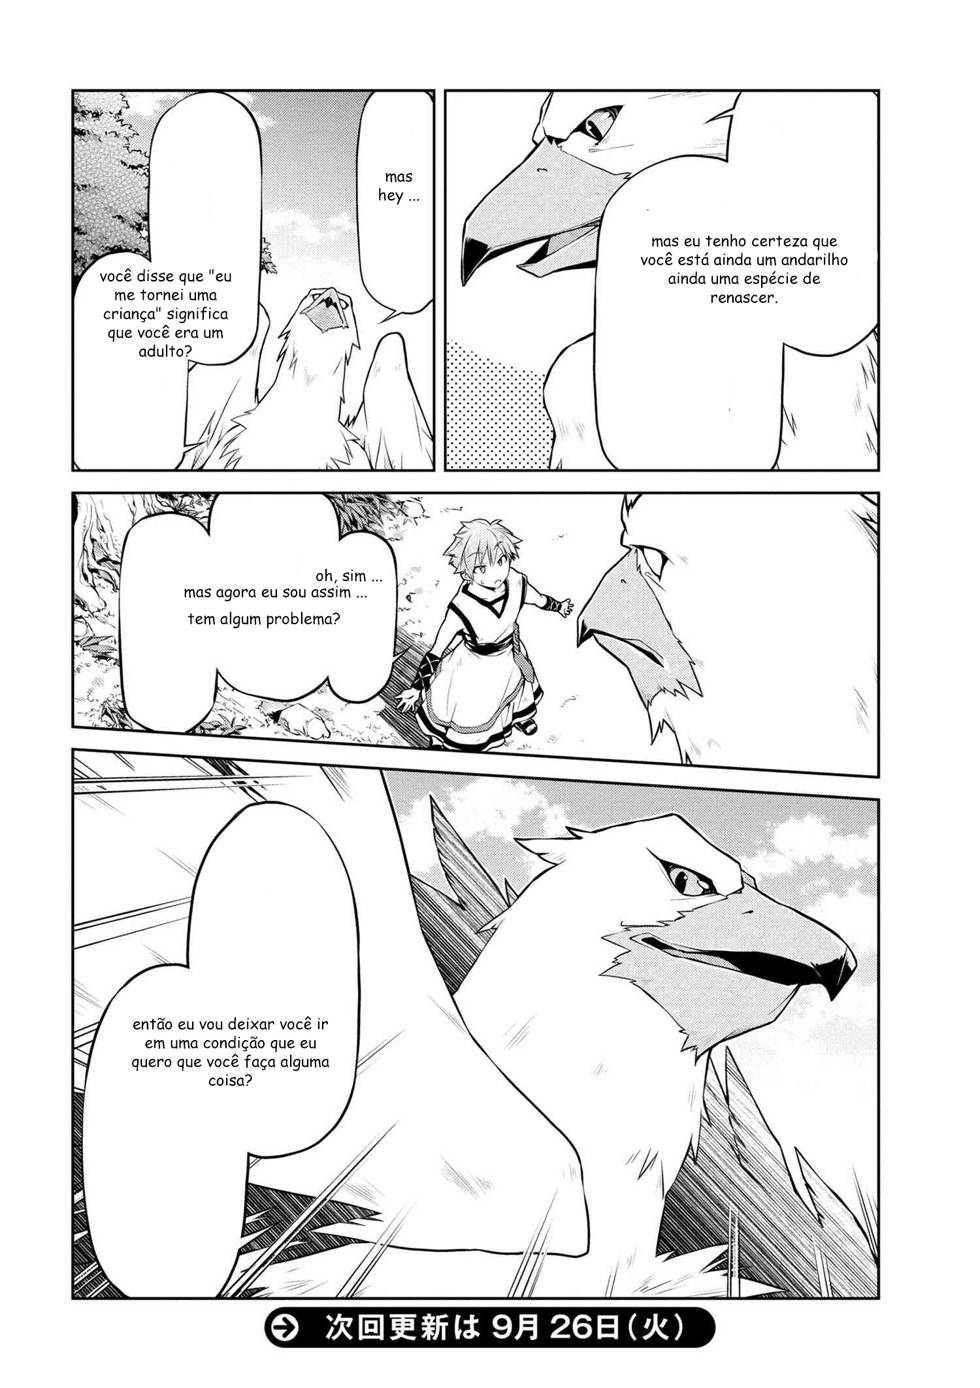 mas eu tenho certeza que
você está ainda um andarilho
ainda uma espécie de
renascer.
mas
hey ...
você disse que "eu
me tornei uma
criança" significa
que você era um
adulto?
oh, sim ...
mas agora eu sou assim ...
tem algum problema?
então eu vou deixar você ir
em uma condição que eu
quero que você faça alguma
coisa?
次回更新は 9月 26日(火)